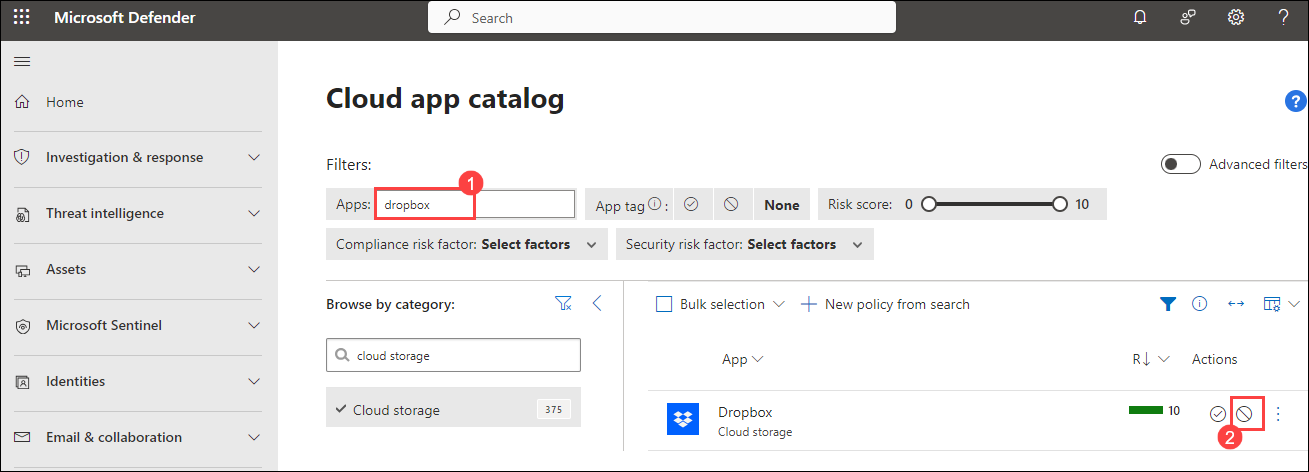 Microsoft Defender
Search
Home
Investigation & response
Threat intelligence
Assets
Microsoft Sentinel
Identities
Email & collaboration
Cloud app catalog
?
Filters:
Advanced filters
Apps: dropbox
1
App tag i : None
Risk score: 0 10
Compliance risk factor: Select factors
Security risk factor: Select factors
Browse by category:
cloud storage
Cloud storage 375
Bulk selection
New policy from search
App R↓ Actions
Dropbox 10
Cloud storage
2